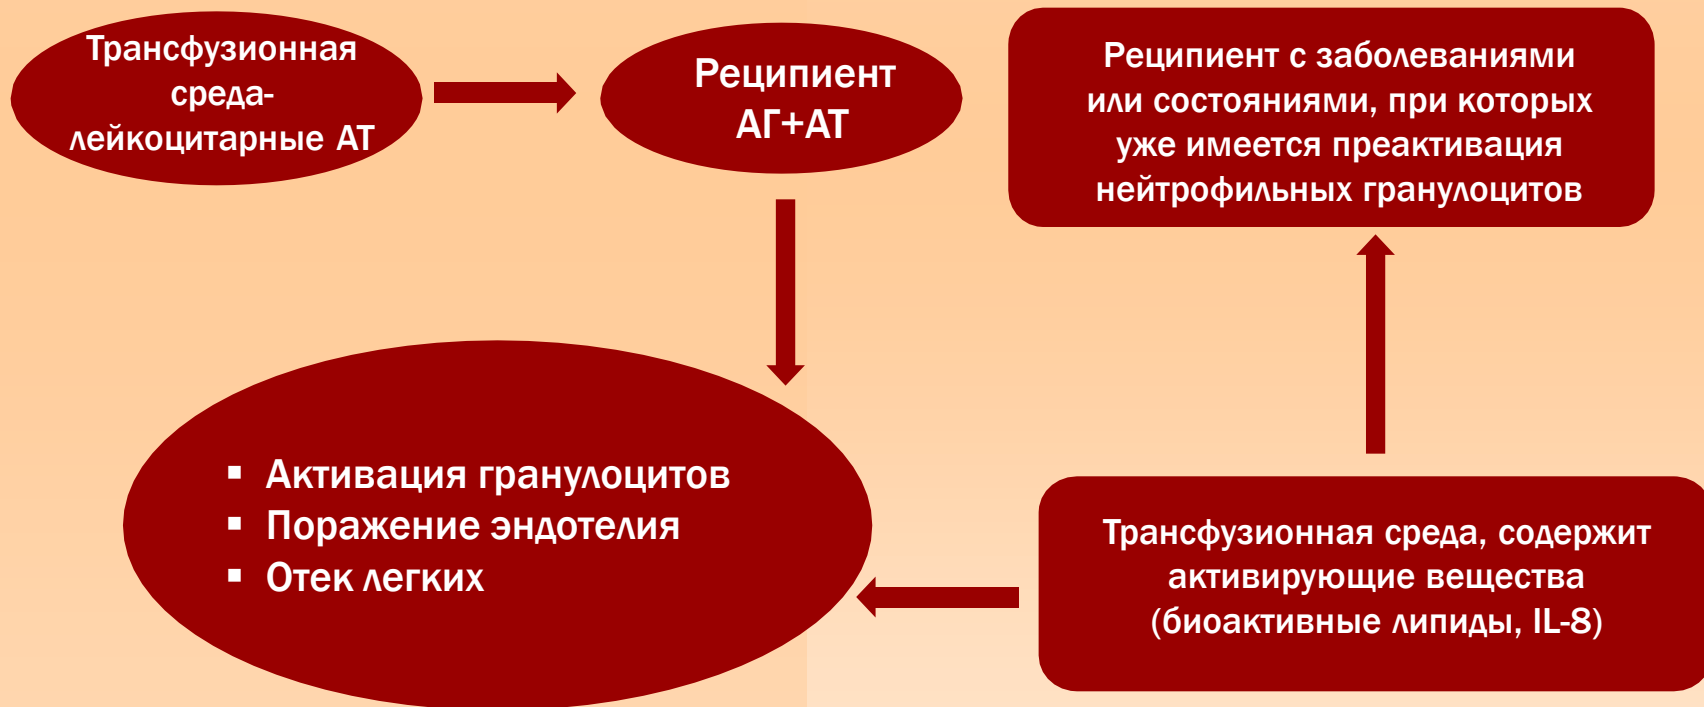 Трансфузионная
среда-
лейкоцитарные АТ
Реципиент
АГ+АТ
Реципиент с заболеваниями
или состояниями, при которых
уже имеется преактивация
нейтрофильных гранулоцитов
▪ Активация гранулоцитов
▪ Поражение эндотелия
▪ Отек легких
Трансфузионная среда, содержит
активирующие вещества
(биоактивные липиды, IL-8)